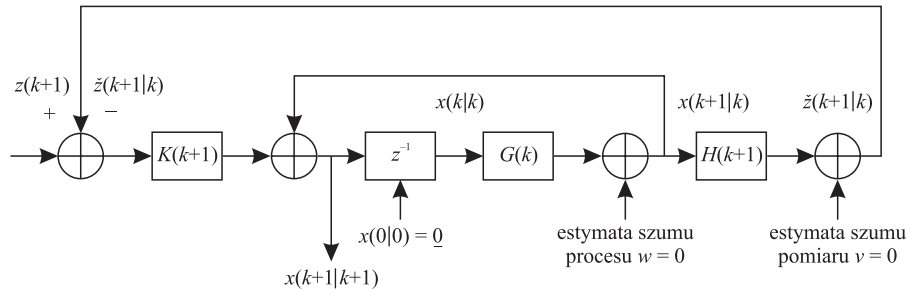 z(k+1)
ž(k+1|k)
+
–
x(k|k)
x(k+1|k)
ž(k+1|k)
K(k+1)
z⁻¹
G(k)
H(k+1)
x(0|0) = 0
x(k+1|k+1)
estymata szumu
procesu w = 0
estymata szumu
pomiaru v = 0